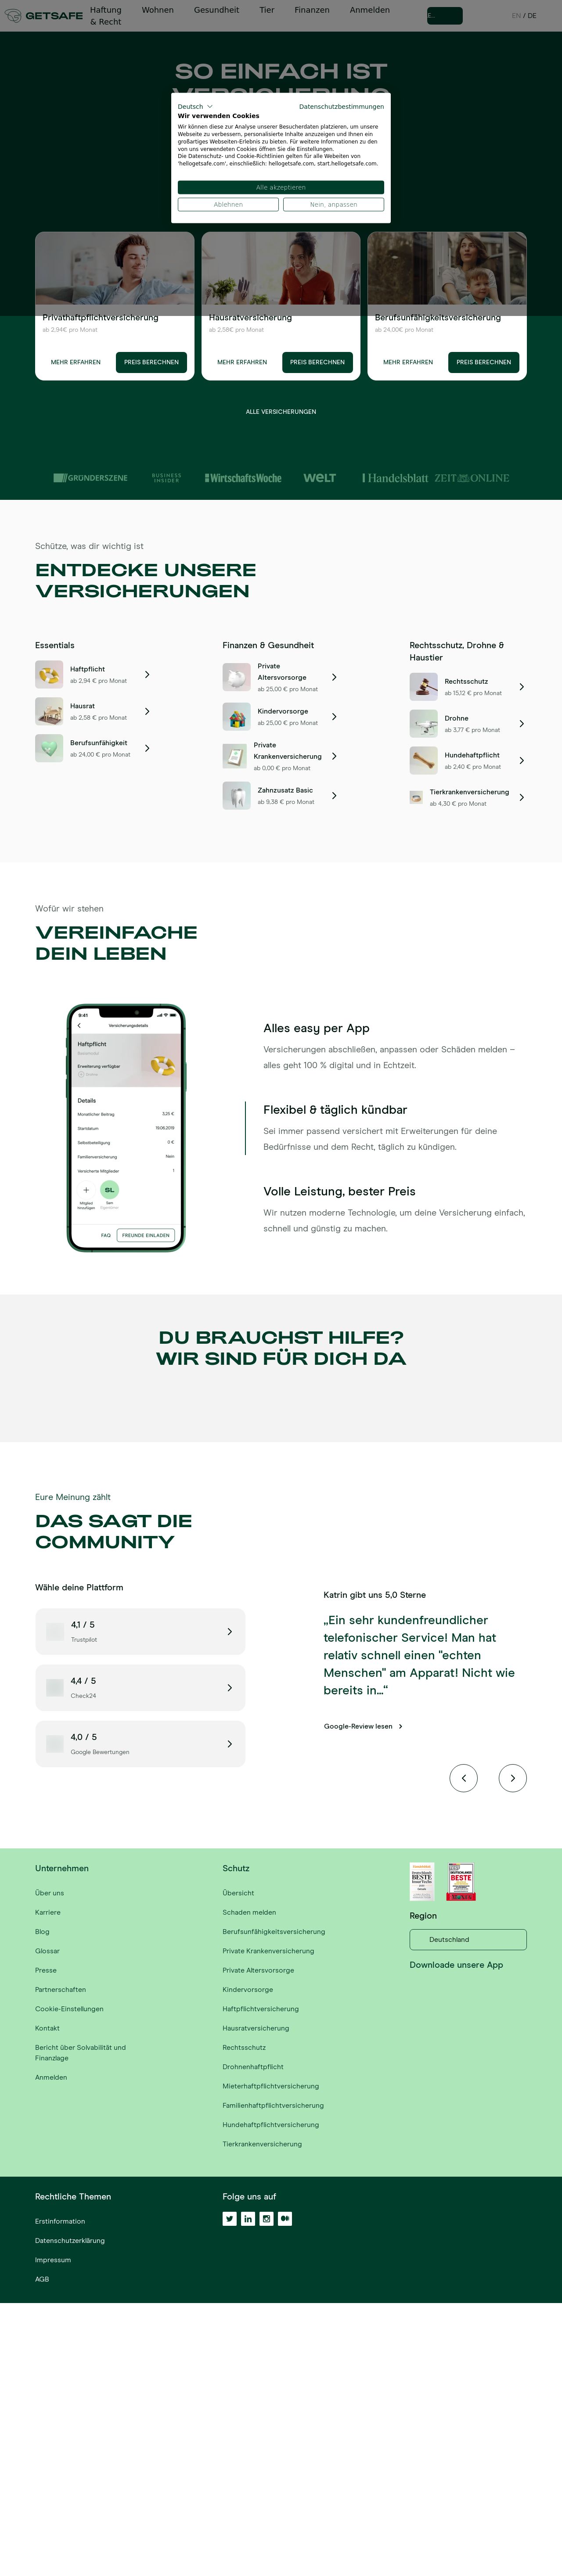 GETSAFE
Haftung
& Recht
Wohnen
Gesundheit
Tier
Finanzen
Anmelden
E...
EN / DE
SO EINFACH IST
VERSICHERUNG
Deutsch
Datenschutzbestimmungen
Wir verwenden Cookies
Wir können diese zur Analyse unserer Besucherdaten platzieren, um unsere
Webseite zu verbessern, personalisierte Inhalte anzuzeigen und Ihnen ein
großartiges Webseiten-Erlebnis zu bieten. Für weitere Informationen zu den
von uns verwendeten Cookies öffnen Sie die Einstellungen.
Die Datenschutz- und Cookie-Richtlinien gelten für alle Webeiten von
'hellogetsafe.com', einschließlich: hellogetsafe.com, start.hellogetsafe.com.
Alle akzeptieren
Ablehnen
Nein, anpassen
Privathaftpflichtversicherung
ab 2,94€ pro Monat
MEHR ERFAHREN
PREIS BERECHNEN
Hausratversicherung
ab 2,58€ pro Monat
MEHR ERFAHREN
PREIS BERECHNEN
Berufsunfähigkeitsversicherung
ab 24,00€ pro Monat
MEHR ERFAHREN
PREIS BERECHNEN
ALLE VERSICHERUNGEN
GRÜNDERSZENE
BUSINESS
INSIDER
WirtschaftsWoche
WELT
Handelsblatt
ZEIT ONLINE
Schütze, was dir wichtig ist
ENTDECKE UNSERE
VERSICHERUNGEN
Essentials
Haftpflicht
ab 2,94 € pro Monat
Hausrat
ab 2,58 € pro Monat
Berufsunfähigkeit
ab 24,00 € pro Monat
Finanzen & Gesundheit
Private
Altersvorsorge
ab 25,00 € pro Monat
Kindervorsorge
ab 25,00 € pro Monat
Private
Krankenversicherung
ab 0,00 € pro Monat
Zahnzusatz Basic
ab 9,38 € pro Monat
Rechtsschutz, Drohne &
Haustier
Rechtsschutz
ab 15,12 € pro Monat
Drohne
ab 3,77 € pro Monat
Hundehaftpflicht
ab 2,40 € pro Monat
Tierkrankenversicherung
ab 4,30 € pro Monat
Wofür wir stehen
VEREINFACHE
DEIN LEBEN
9:41
Versicherungsdetails
Haftpflicht
Erweiterung verfügbar
Details
Monatlicher Beitrag
3,25 €
Startdatum
19.06.2019
Selbstbeteiligung
0 €
Familienversicherung
Nein
Versicherte Mitglieder
1
SL
Mitglied
hinzufügen
Sam
FAQ
FREUNDE EINLADEN
Alles easy per App
Versicherungen abschließen, anpassen oder Schäden melden –
alles geht 100 % digital und in Echtzeit.
Flexibel & täglich kündbar
Sei immer passend versichert mit Erweiterungen für deine
Bedürfnisse und dem Recht, täglich zu kündigen.
Volle Leistung, bester Preis
Wir nutzen moderne Technologie, um deine Versicherung einfach,
schnell und günstig zu machen.
DU BRAUCHST HILFE?
WIR SIND FÜR DICH DA
Eure Meinung zählt
DAS SAGT DIE
COMMUNITY
Wähle deine Plattform
4,1 / 5
Trustpilot
4,4 / 5
Check24
4,0 / 5
Google Bewertungen
Katrin gibt uns 5,0 Sterne
„Ein sehr kundenfreundlicher
telefonischer Service! Man hat
relativ schnell einen "echten
Menschen" am Apparat! Nicht wie
bereits in...“
Google-Review lesen
Unternehmen
Über uns
Karriere
Blog
Glossar
Presse
Partnerschaften
Cookie-Einstellungen
Kontakt
Bericht über Solvabilität und
Finanzlage
Anmelden
Schutz
Übersicht
Schaden melden
Berufsunfähigkeitsversicherung
Private Krankenversicherung
Private Altersvorsorge
Kindervorsorge
Haftpflichtversicherung
Hausratversicherung
Rechtsschutz
Drohnenhaftpflicht
Mieterhaftpflichtversicherung
Familienhaftpflichtversicherung
Hundehaftpflichtversicherung
Tierkrankenversicherung
BESTE
BESTE
Region
Deutschland
Downloade unsere App
Rechtliche Themen
Erstinformation
Datenschutzerklärung
Impressum
AGB
Folge uns auf